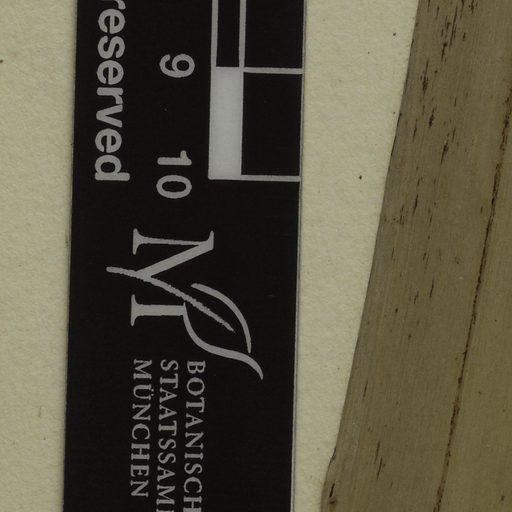 reserved
9 10
M
BOTANISCH
STAATSSAM
MÜNCHEN